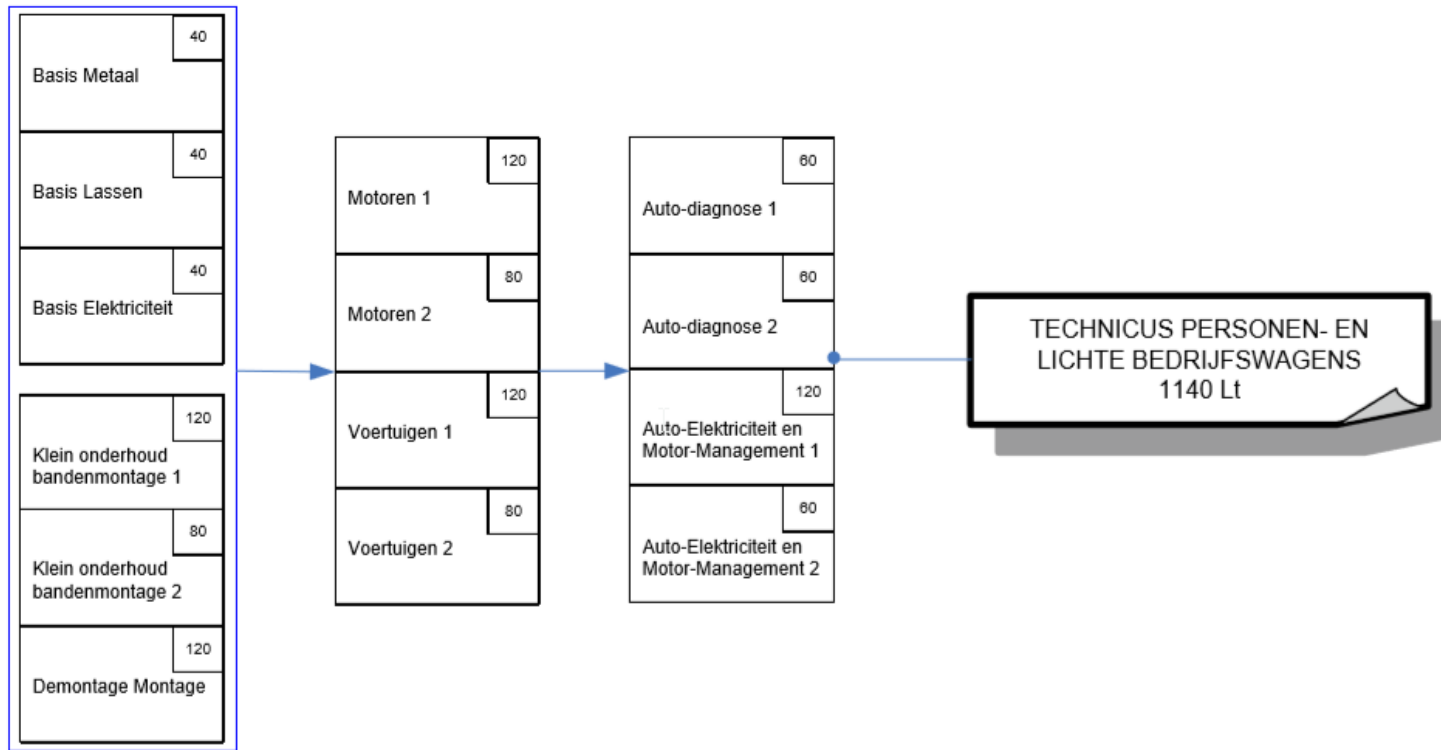 40
Basis Metaal
40
Basis Lassen
40
Basis Elektriciteit
120
Klein onderhoud
bandenmontage 1
80
Klein onderhoud
bandenmontage 2
120
Demontage Montage
120
Motoren 1
80
Motoren 2
120
Voertuigen 1
80
Voertuigen 2
60
Auto-diagnose 1
60
Auto-diagnose 2
120
Auto-Elektriciteit en
Motor-Management 1
60
Auto-Elektriciteit en
Motor-Management 2
TECHNICUS PERSONEN- EN
LICHTE BEDRIJFSWAGENS
1140 Lt